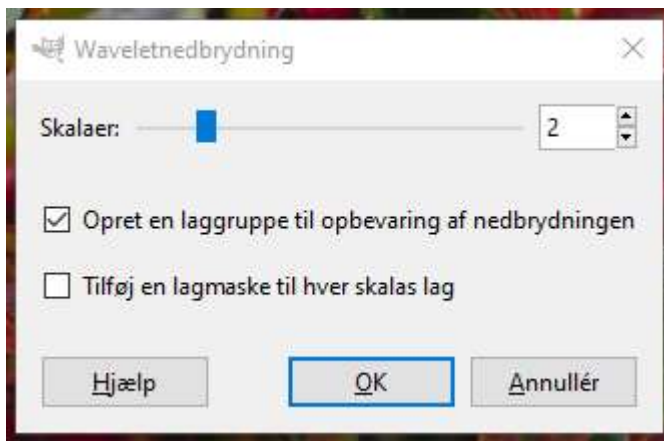 Waveletnedbrydning
Skalaer:
2
Opret en laggruppe til opbevaring af nedbrydningen
Tilføj en lagmaske til hver skalas lag
Hjælp
OK
Annullér